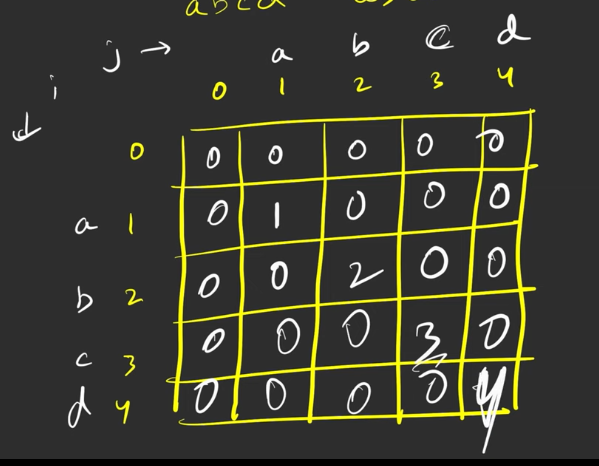 abcd
j → a b c d
i 0 1 2 3 4
↓ 0 0 0 0 0 0
a 1 0 1 0 0 0
b 2 0 0 2 0 0
c 3 0 0 0 3 0
d 4 0 0 0 0 4